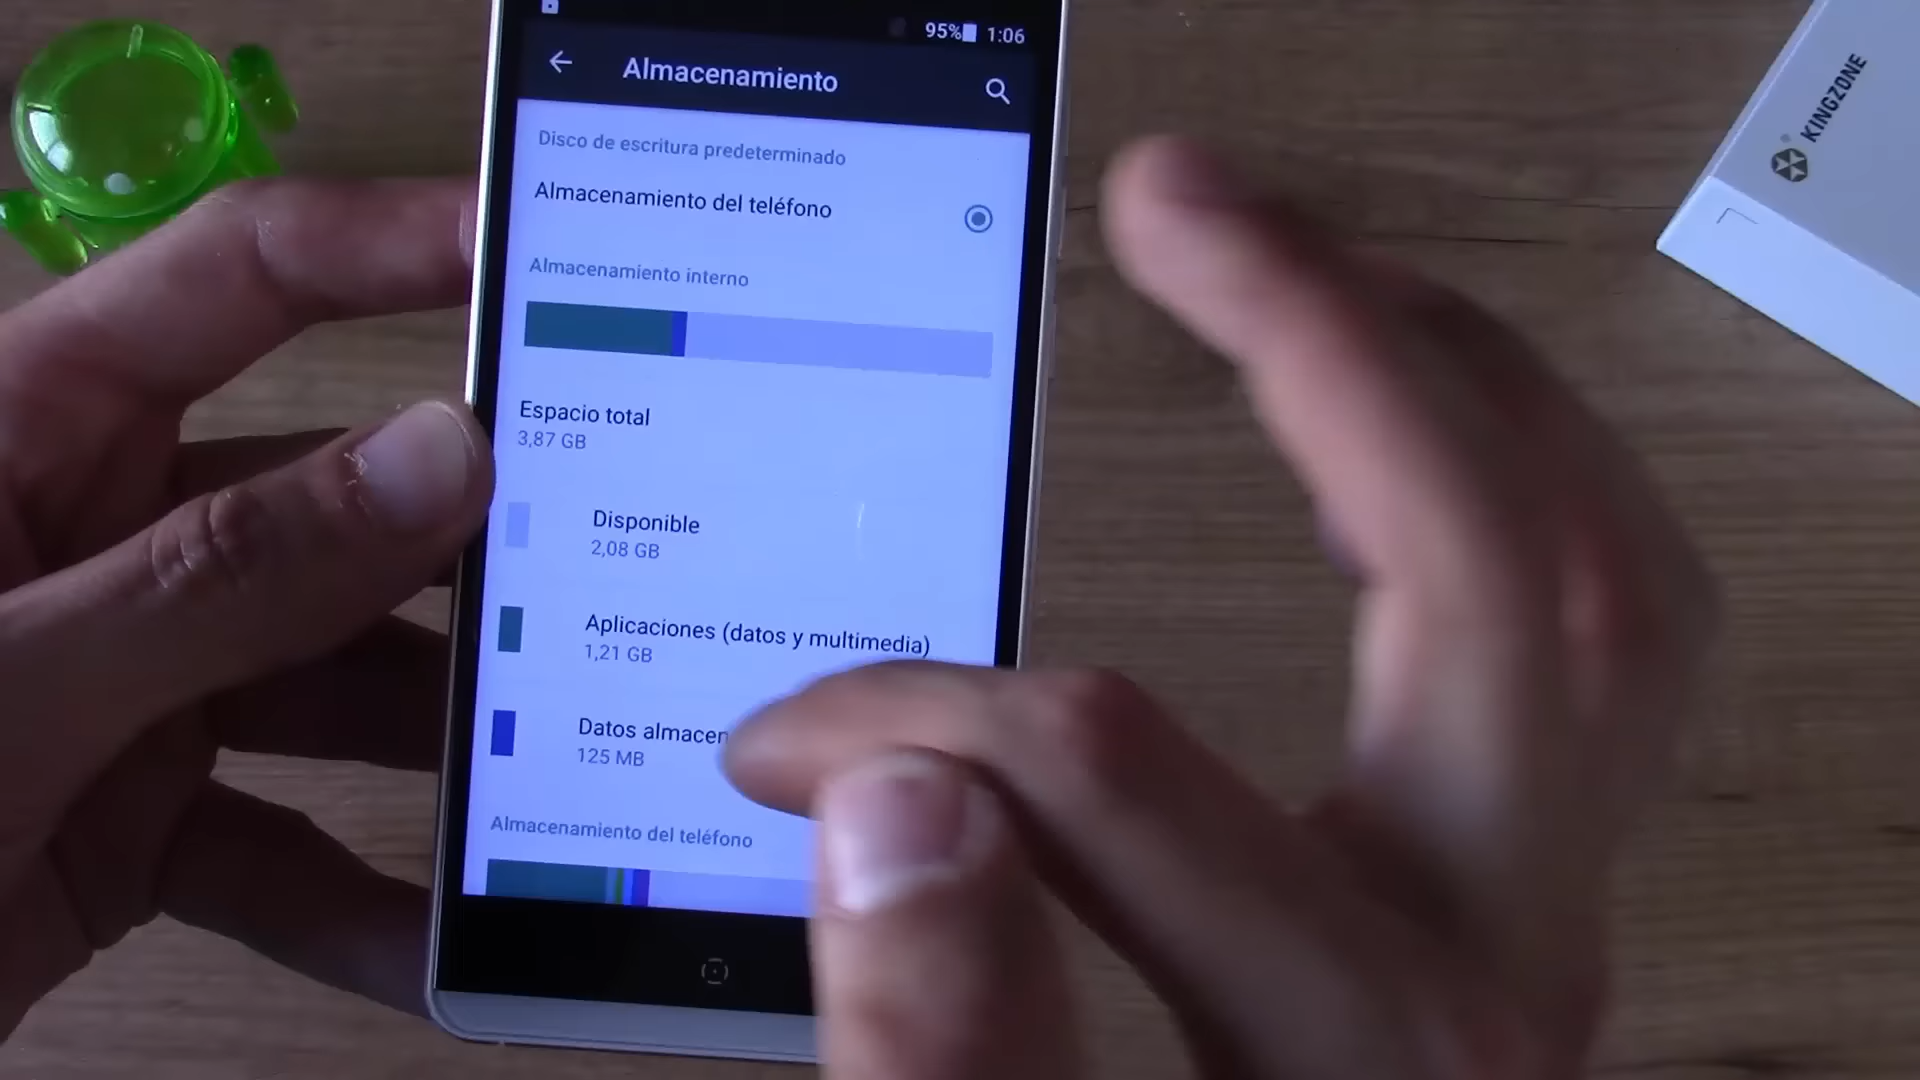 95% 1:06
Almacenamiento
Disco de escritura predeterminado
Almacenamiento del teléfono
Almacenamiento interno
Espacio total
3,87 GB
Disponible
2,08 GB
Aplicaciones (datos y multimedia)
1,21 GB
Datos almacen
125 MB
Almacenamiento del teléfono
KINGZONE